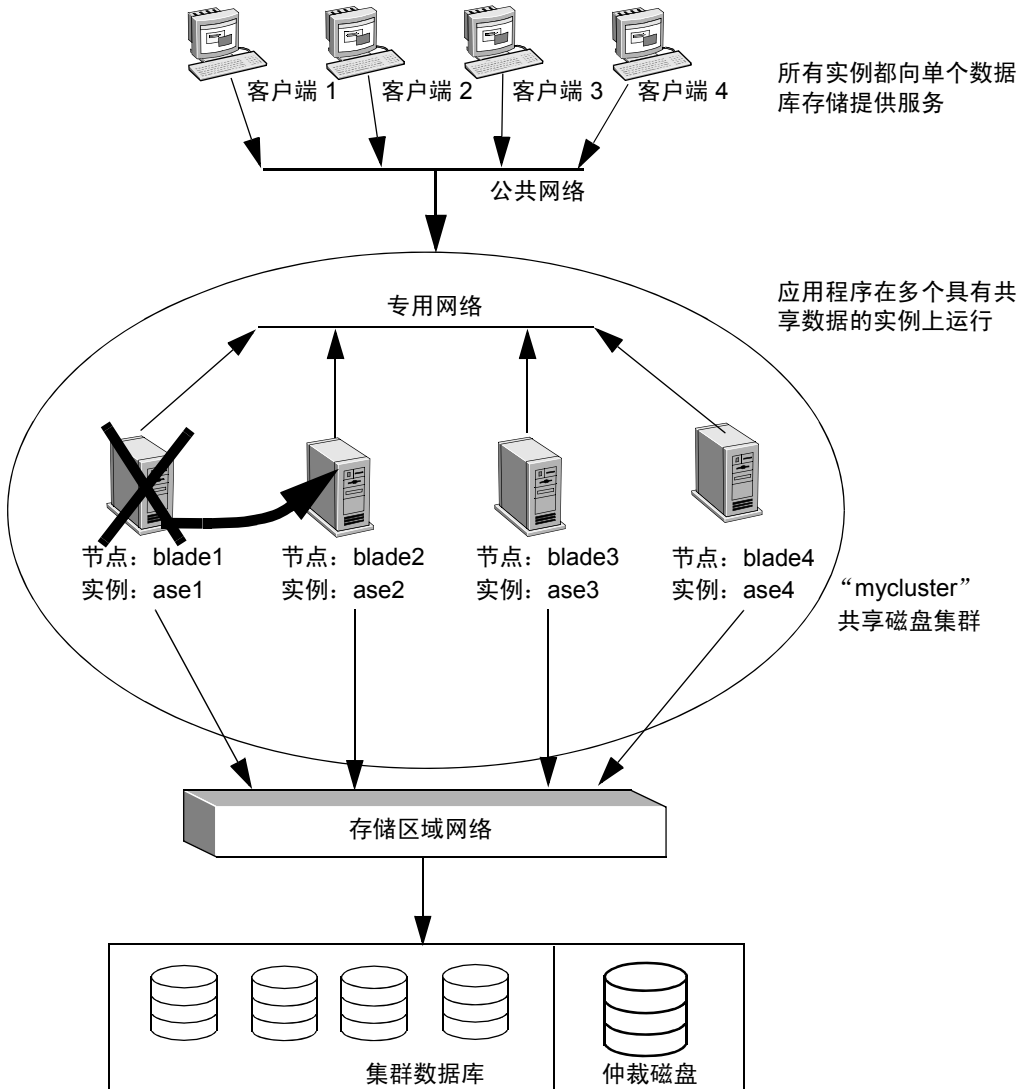 客户端 1
客户端 2
客户端 3
客户端 4
所有实例都向单个数据
库存储提供服务
公共网络
专用网络
应用程序在多个具有共
享数据的实例上运行
节点：blade1
实例：ase1
节点：blade2
实例：ase2
节点：blade3
实例：ase3
节点：blade4
实例：ase4
“mycluster”
共享磁盘集群
存储区域网络
集群数据库
仲裁磁盘